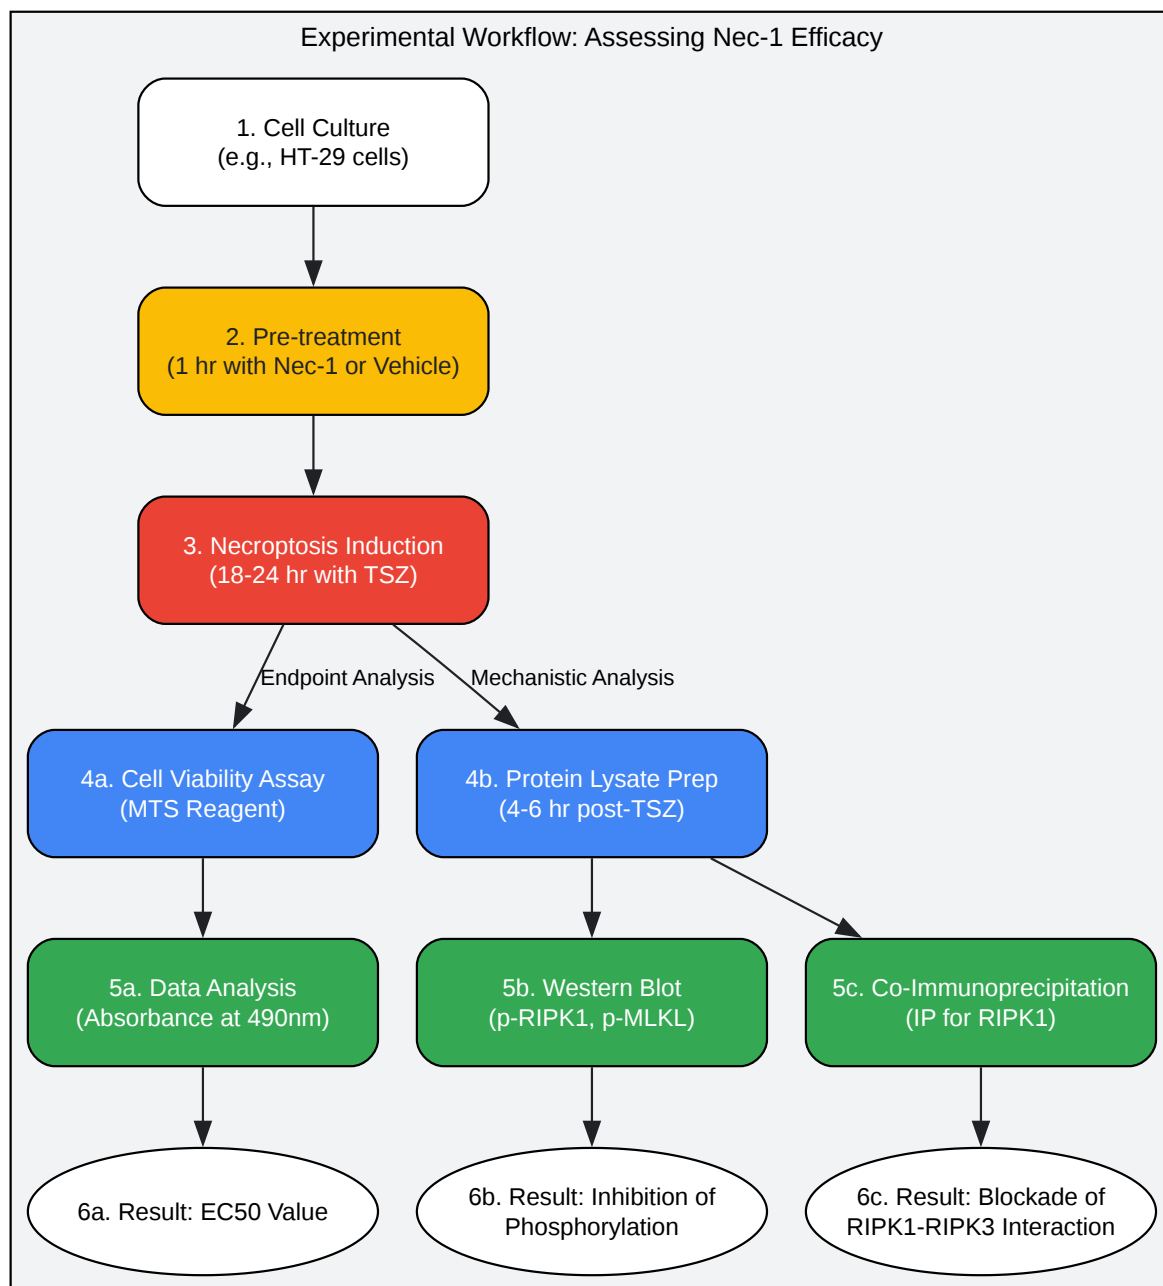 Experimental Workflow: Assessing Nec-1 Efficacy
1. Cell Culture
(e.g., HT-29 cells)
2. Pre-treatment
(1 hr with Nec-1 or Vehicle)
3. Necroptosis Induction
(18-24 hr with TSZ)
Endpoint Analysis
Mechanistic Analysis
4a. Cell Viability Assay
(MTS Reagent)
4b. Protein Lysate Prep
(4-6 hr post-TSZ)
5a. Data Analysis
(Absorbance at 490nm)
5b. Western Blot
(p-RIPK1, p-MLKL)
5c. Co-Immunoprecipitation
(IP for RIPK1)
6a. Result: EC50 Value
6b. Result: Inhibition of
Phosphorylation
6c. Result: Blockade of
RIPK1-RIPK3 Interaction